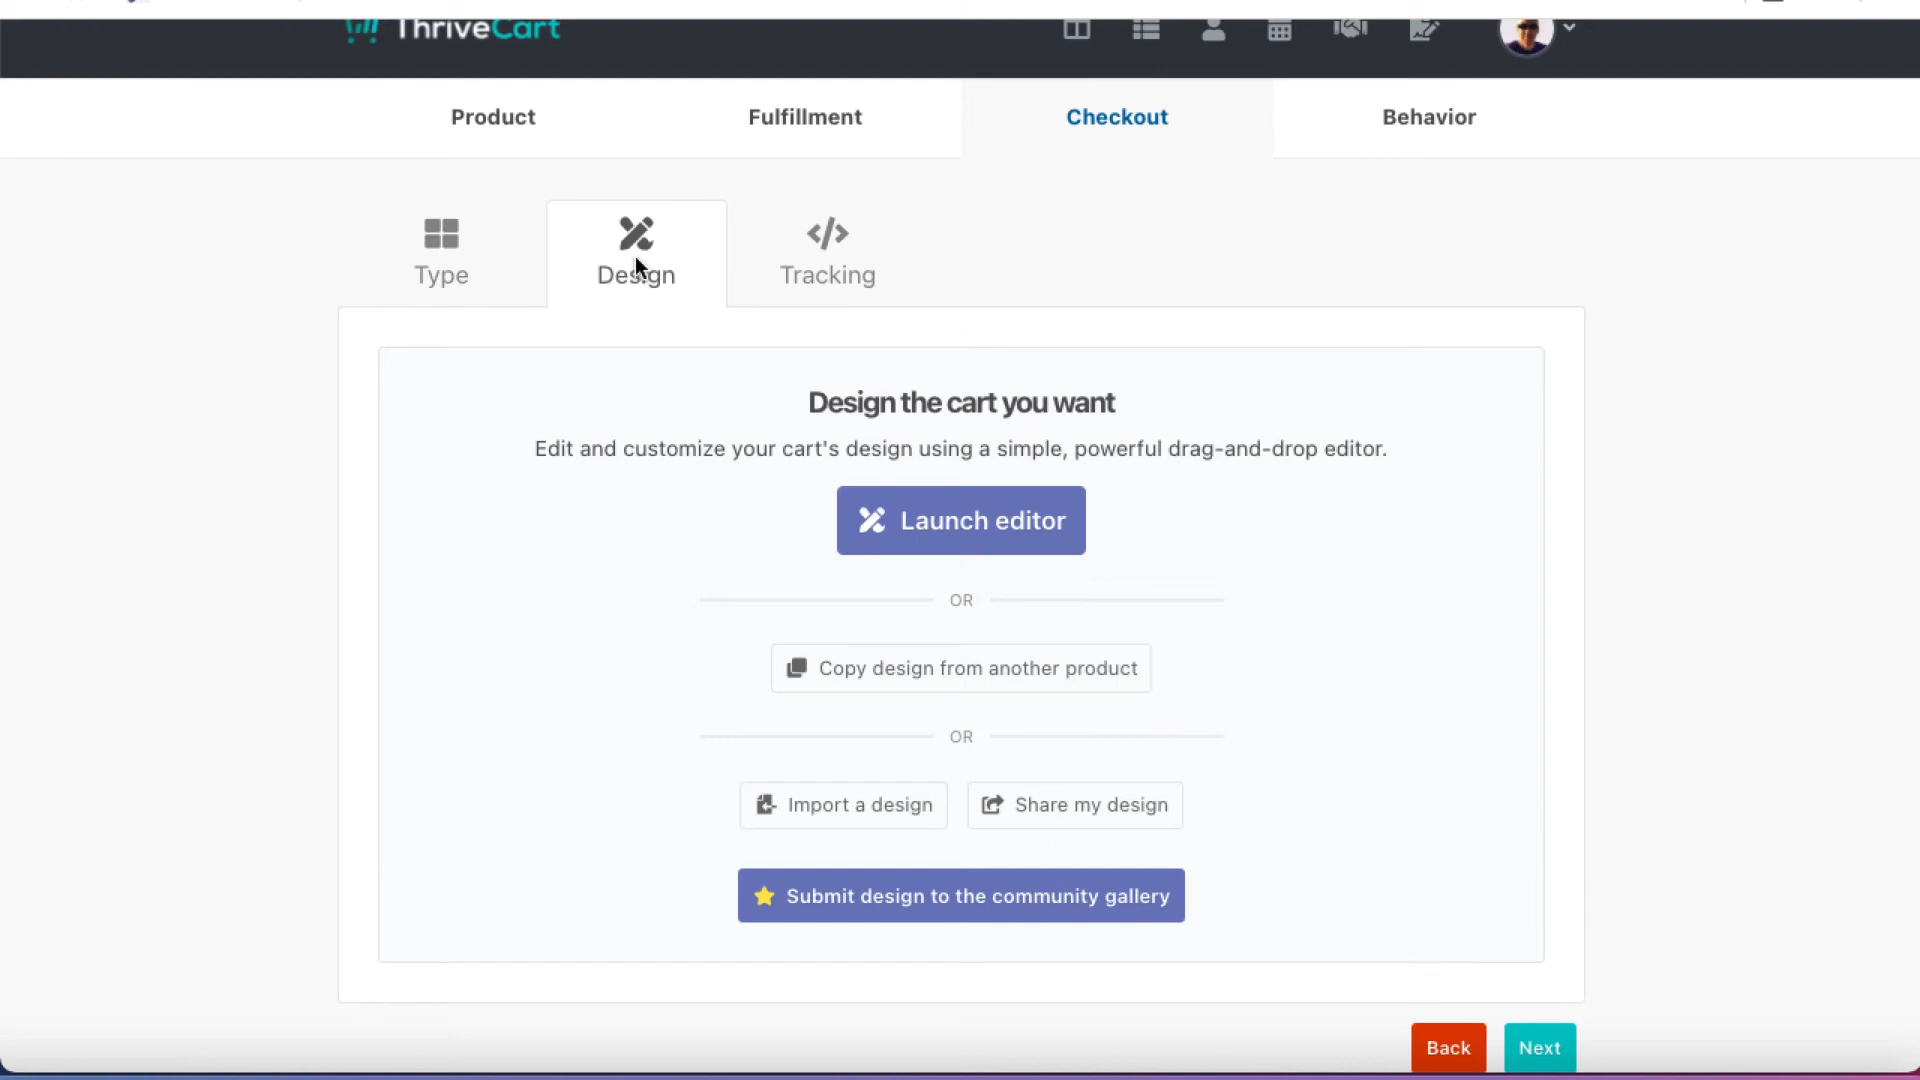 ThriveCart
Product Fulfillment Checkout Behavior
Type Design Tracking
Design the cart you want
Edit and customize your cart's design using a simple, powerful drag-and-drop editor.
Launch editor
OR
Copy design from another product
OR
Import a design Share my design
Submit design to the community gallery
Back Next